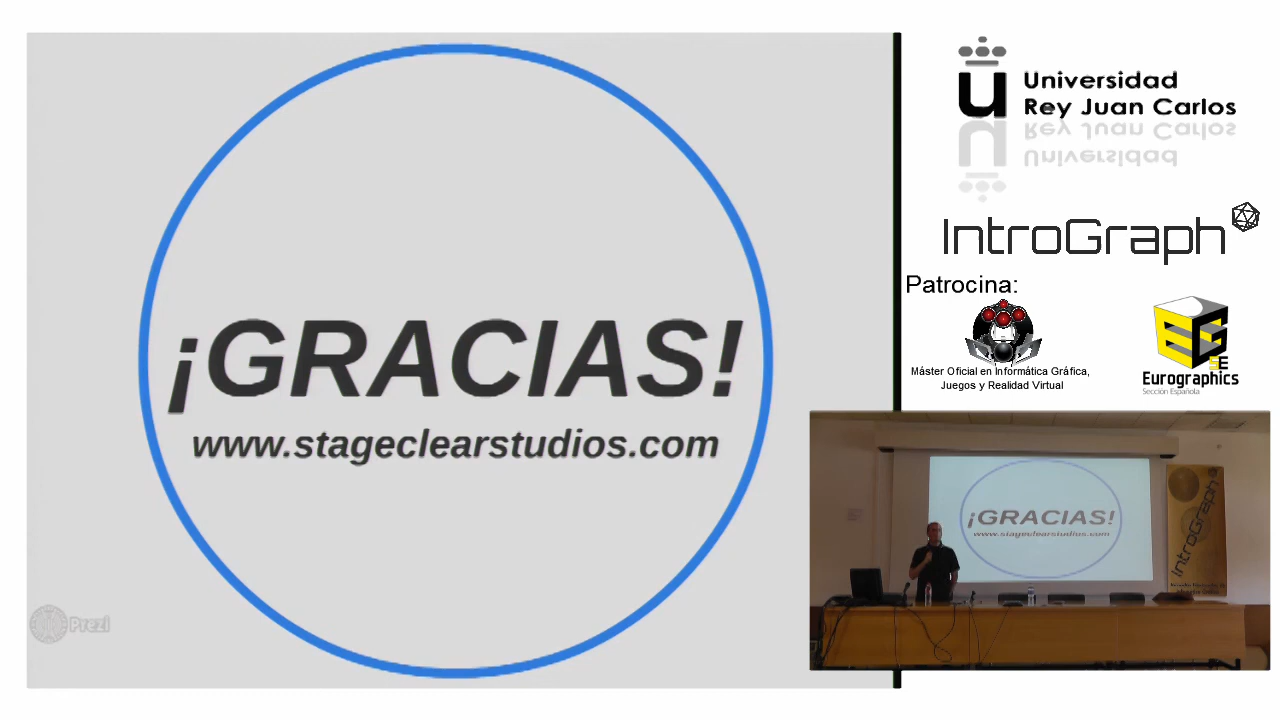 ¡GRACIAS!
www.stageclearstudios.com
Prezi
Universidad
Rey Juan Carlos
Rey Juan Carlos
Universidad
IntroGraph
Patrocina:
Máster Oficial en Informática Gráfica,
Juegos y Realidad Virtual
Eurographics
Sección Española
¡GRACIAS!
www.stageclearstudios.com
IntroGraph